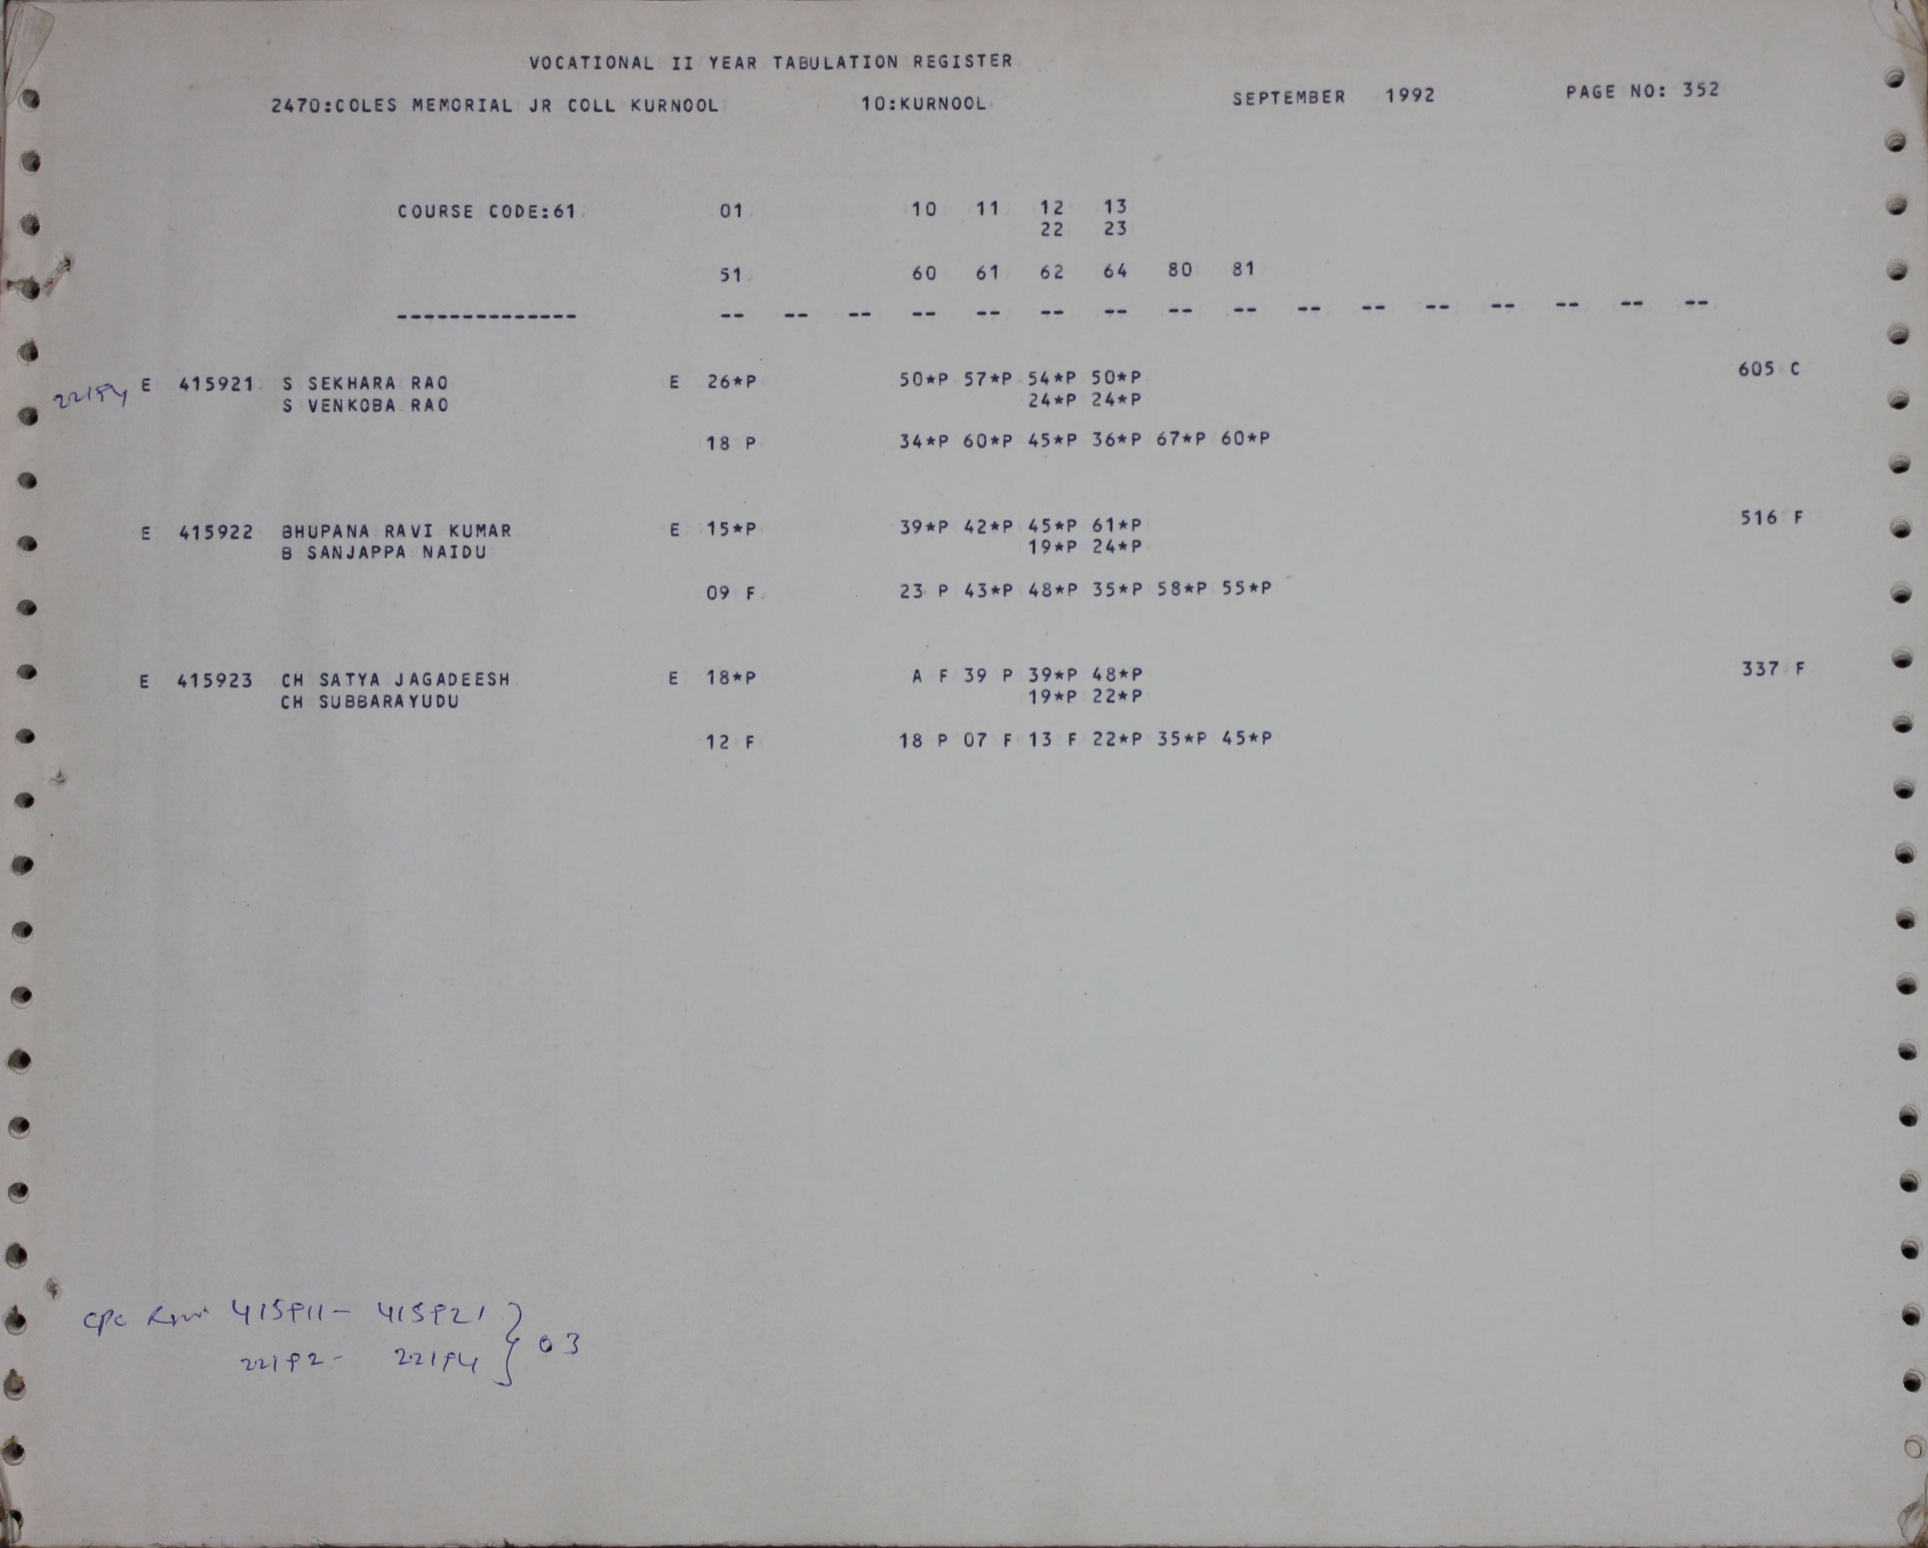 VOCATIONAL II YEAR TABULATION REGISTER
2470:COLES MEMORIAL JR COLL KURNOOL 10:KURNOOL SEPTEMBER 1992 PAGE NO: 352
COURSE CODE:61 01 10 11 12 13
22 23
51 60 61 62 64 80 81
-------------- -- -- -- -- -- -- -- -- -- -- -- -- -- -- -- --
22194 E 415921 S SEKHARA RAO E 26*P 50*P 57*P 54*P 50*P 605 C
S VENKOBA RAO 24*P 24*P
18 P 34*P 60*P 45*P 36*P 67*P 60*P
E 415922 BHUPANA RAVI KUMAR E 15*P 39*P 42*P 45*P 61*P 516 F
B SANJAPPA NAIDU 19*P 24*P
09 F 23 P 43*P 48*P 35*P 58*P 55*P
E 415923 CH SATYA JAGADEESH E 18*P A F 39 P 39*P 48*P 337 F
CH SUBBARAYUDU 19*P 22*P
12 F 18 P 07 F 13 F 22*P 35*P 45*P
415911- 415921
22192- 22194 } 03